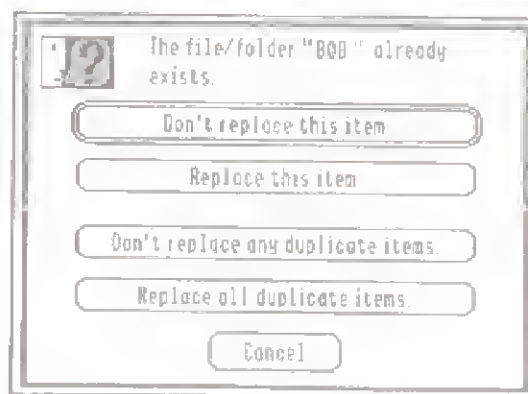 The file/folder "BOB" already
exists.
Don't replace this item
Replace this item
Don't replace any duplicate items.
Replace all duplicate items.
Cancel